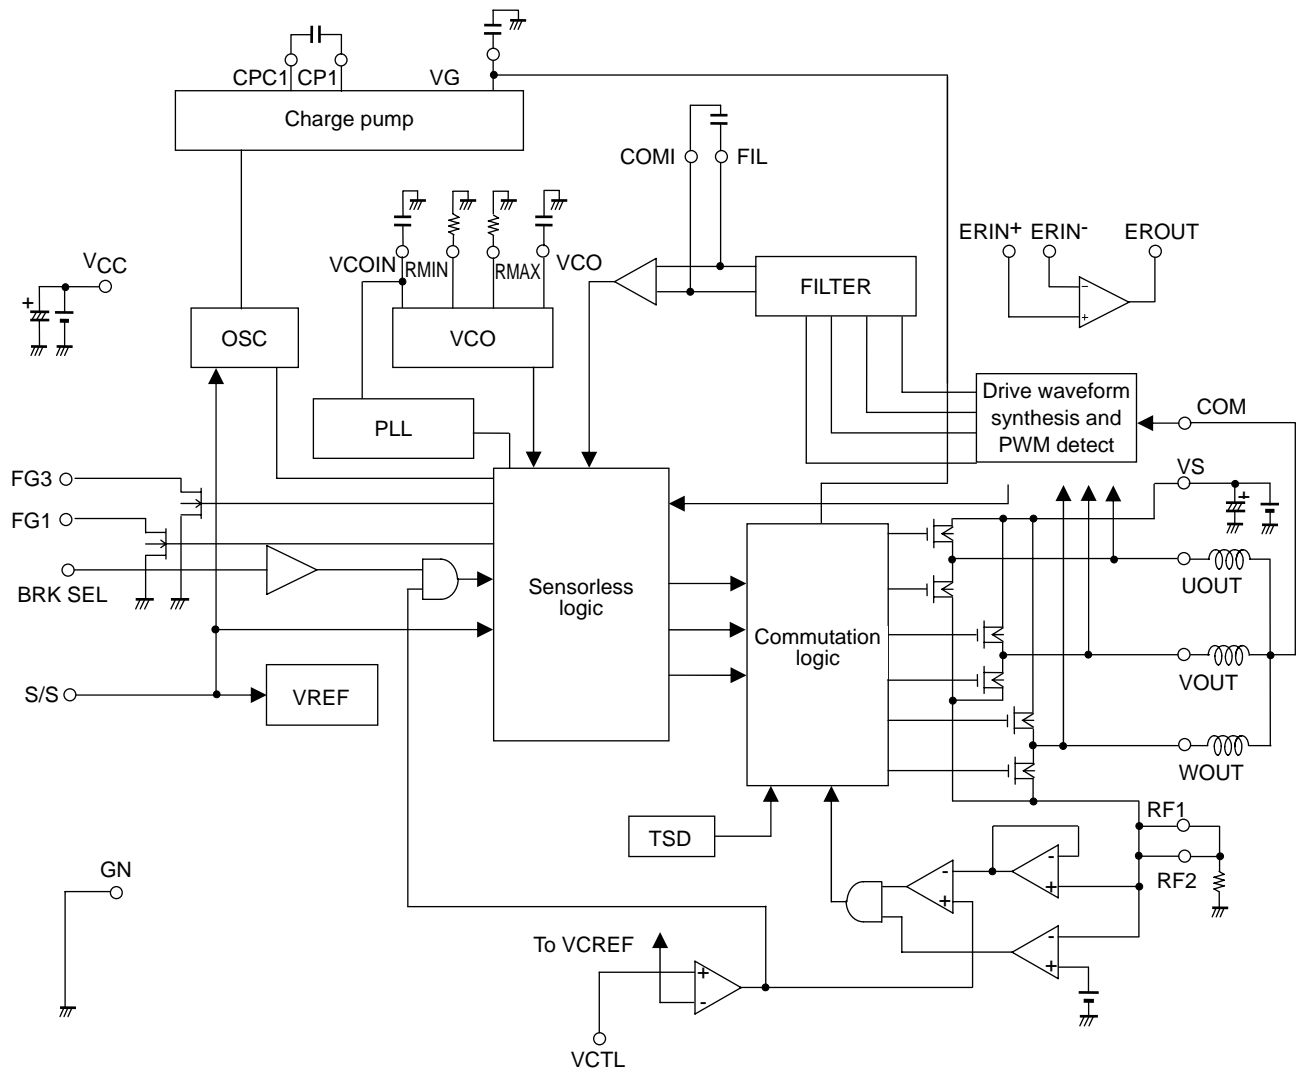 CPC1 CP1 VG
Charge pump
COMI FIL
VCOIN RMIN RMAX VCO
ERIN+ ERIN- EROUT
VCC
+
OSC
VCO
FILTER
-
+
PLL
Drive waveform
synthesis and
PWM detect
COM
FG3
VS
+
FG1
BRK SEL
Sensorless
logic
UOUT
Commutation
logic
S/S
VREF
VOUT
WOUT
TSD
RF1
-
+
RF2
-
+
GN
-
+
To VCREF
+
-
VCTL